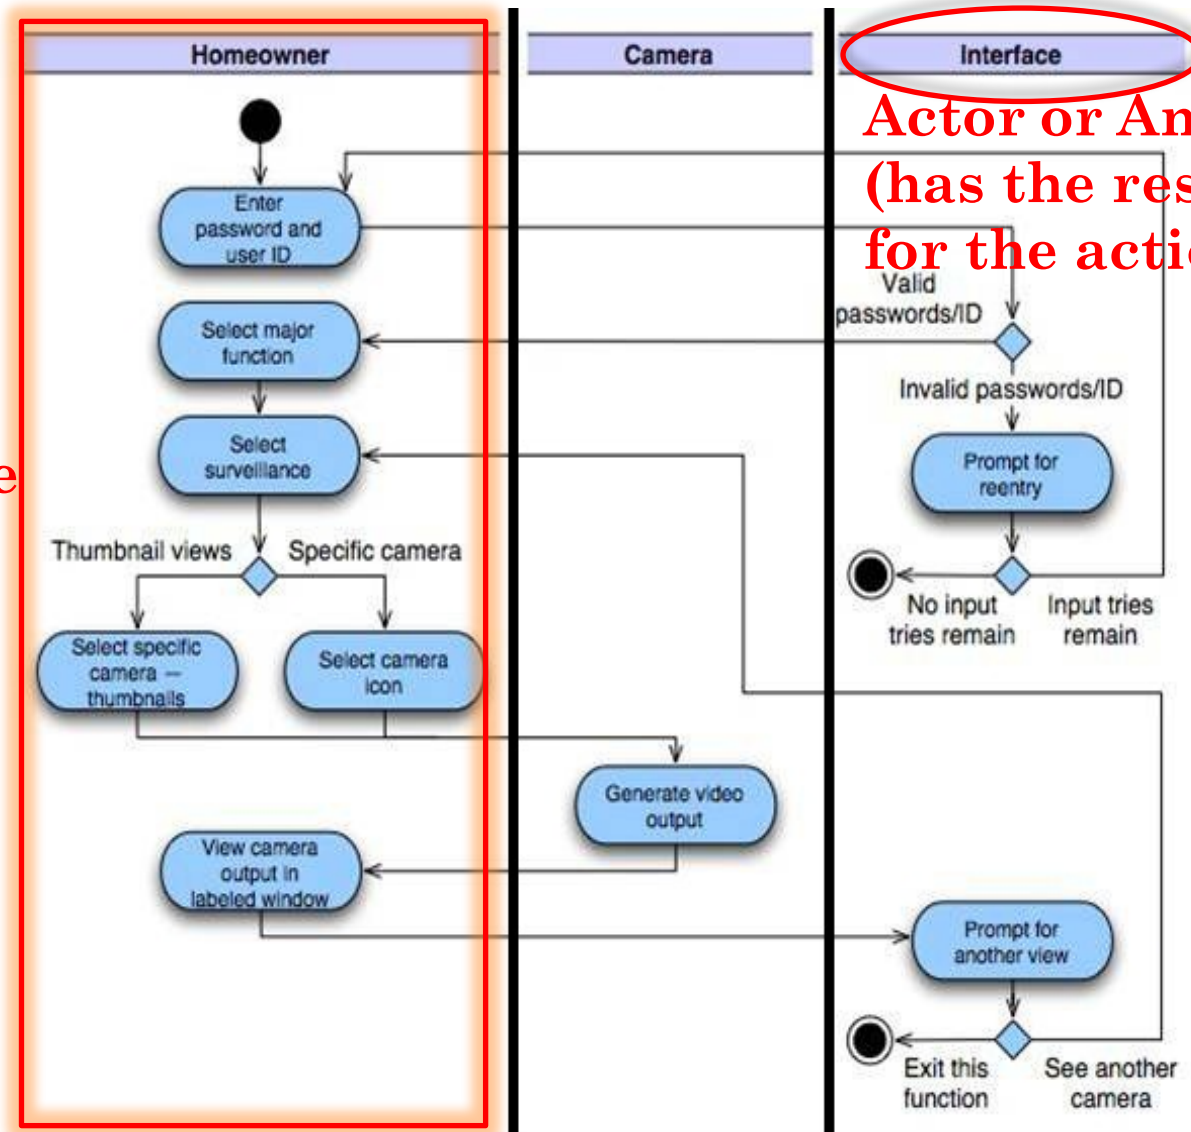 Homeowner
Camera
Interface
Actor or An
(has the res
for the actio
Enter
password and
user ID
Valid
passwords/ID
Select major
function
Invalid passwords/ID
Select
surveillance
e
Prompt for
reentry
Thumbnail views
Specific camera
No input
tries remain
Input tries
remain
Select specific
camera —
thumbnails
Select camera
icon
Generate video
output
View camera
output in
labeled window
Prompt for
another view
Exit this
function
See another
camera